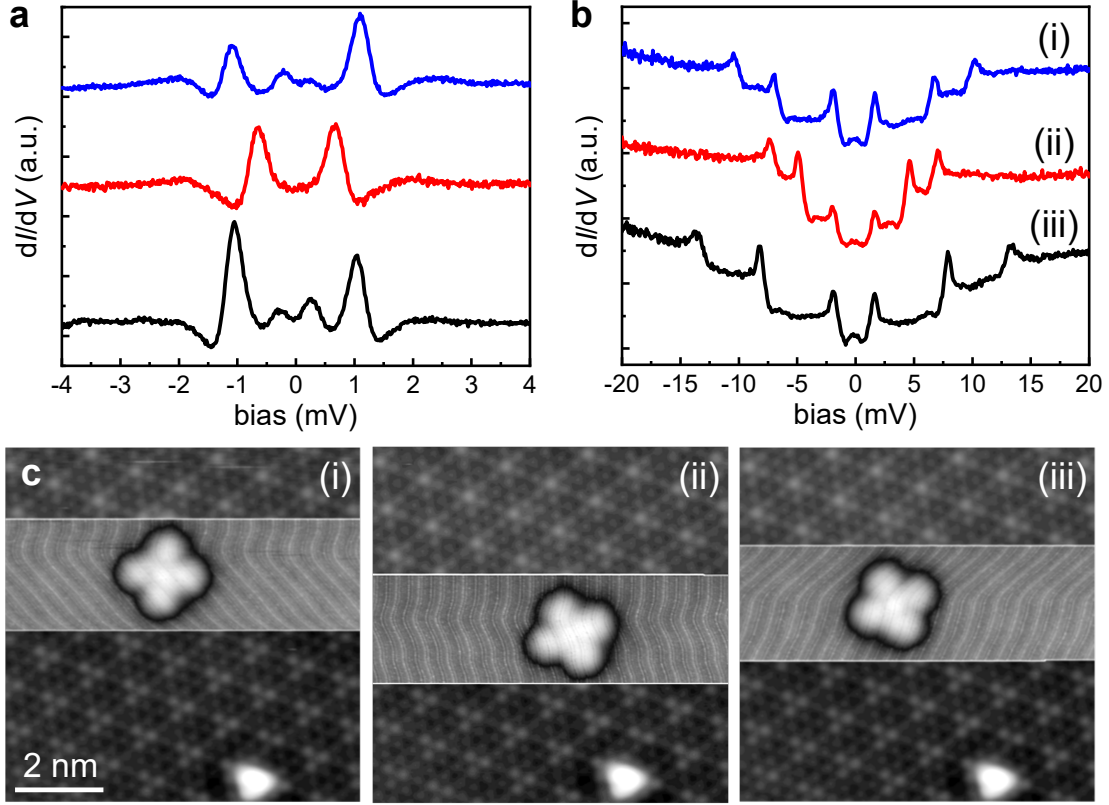 a
dI/dV (a.u.)
-4 -3 -2 -1 0 1 2 3 4
bias (mV)
b
(i)
(ii)
(iii)
dI/dV (a.u.)
-20 -15 -10 -5 0 5 10 15 20
bias (mV)
c
(i)
2 nm
(ii)
(iii)